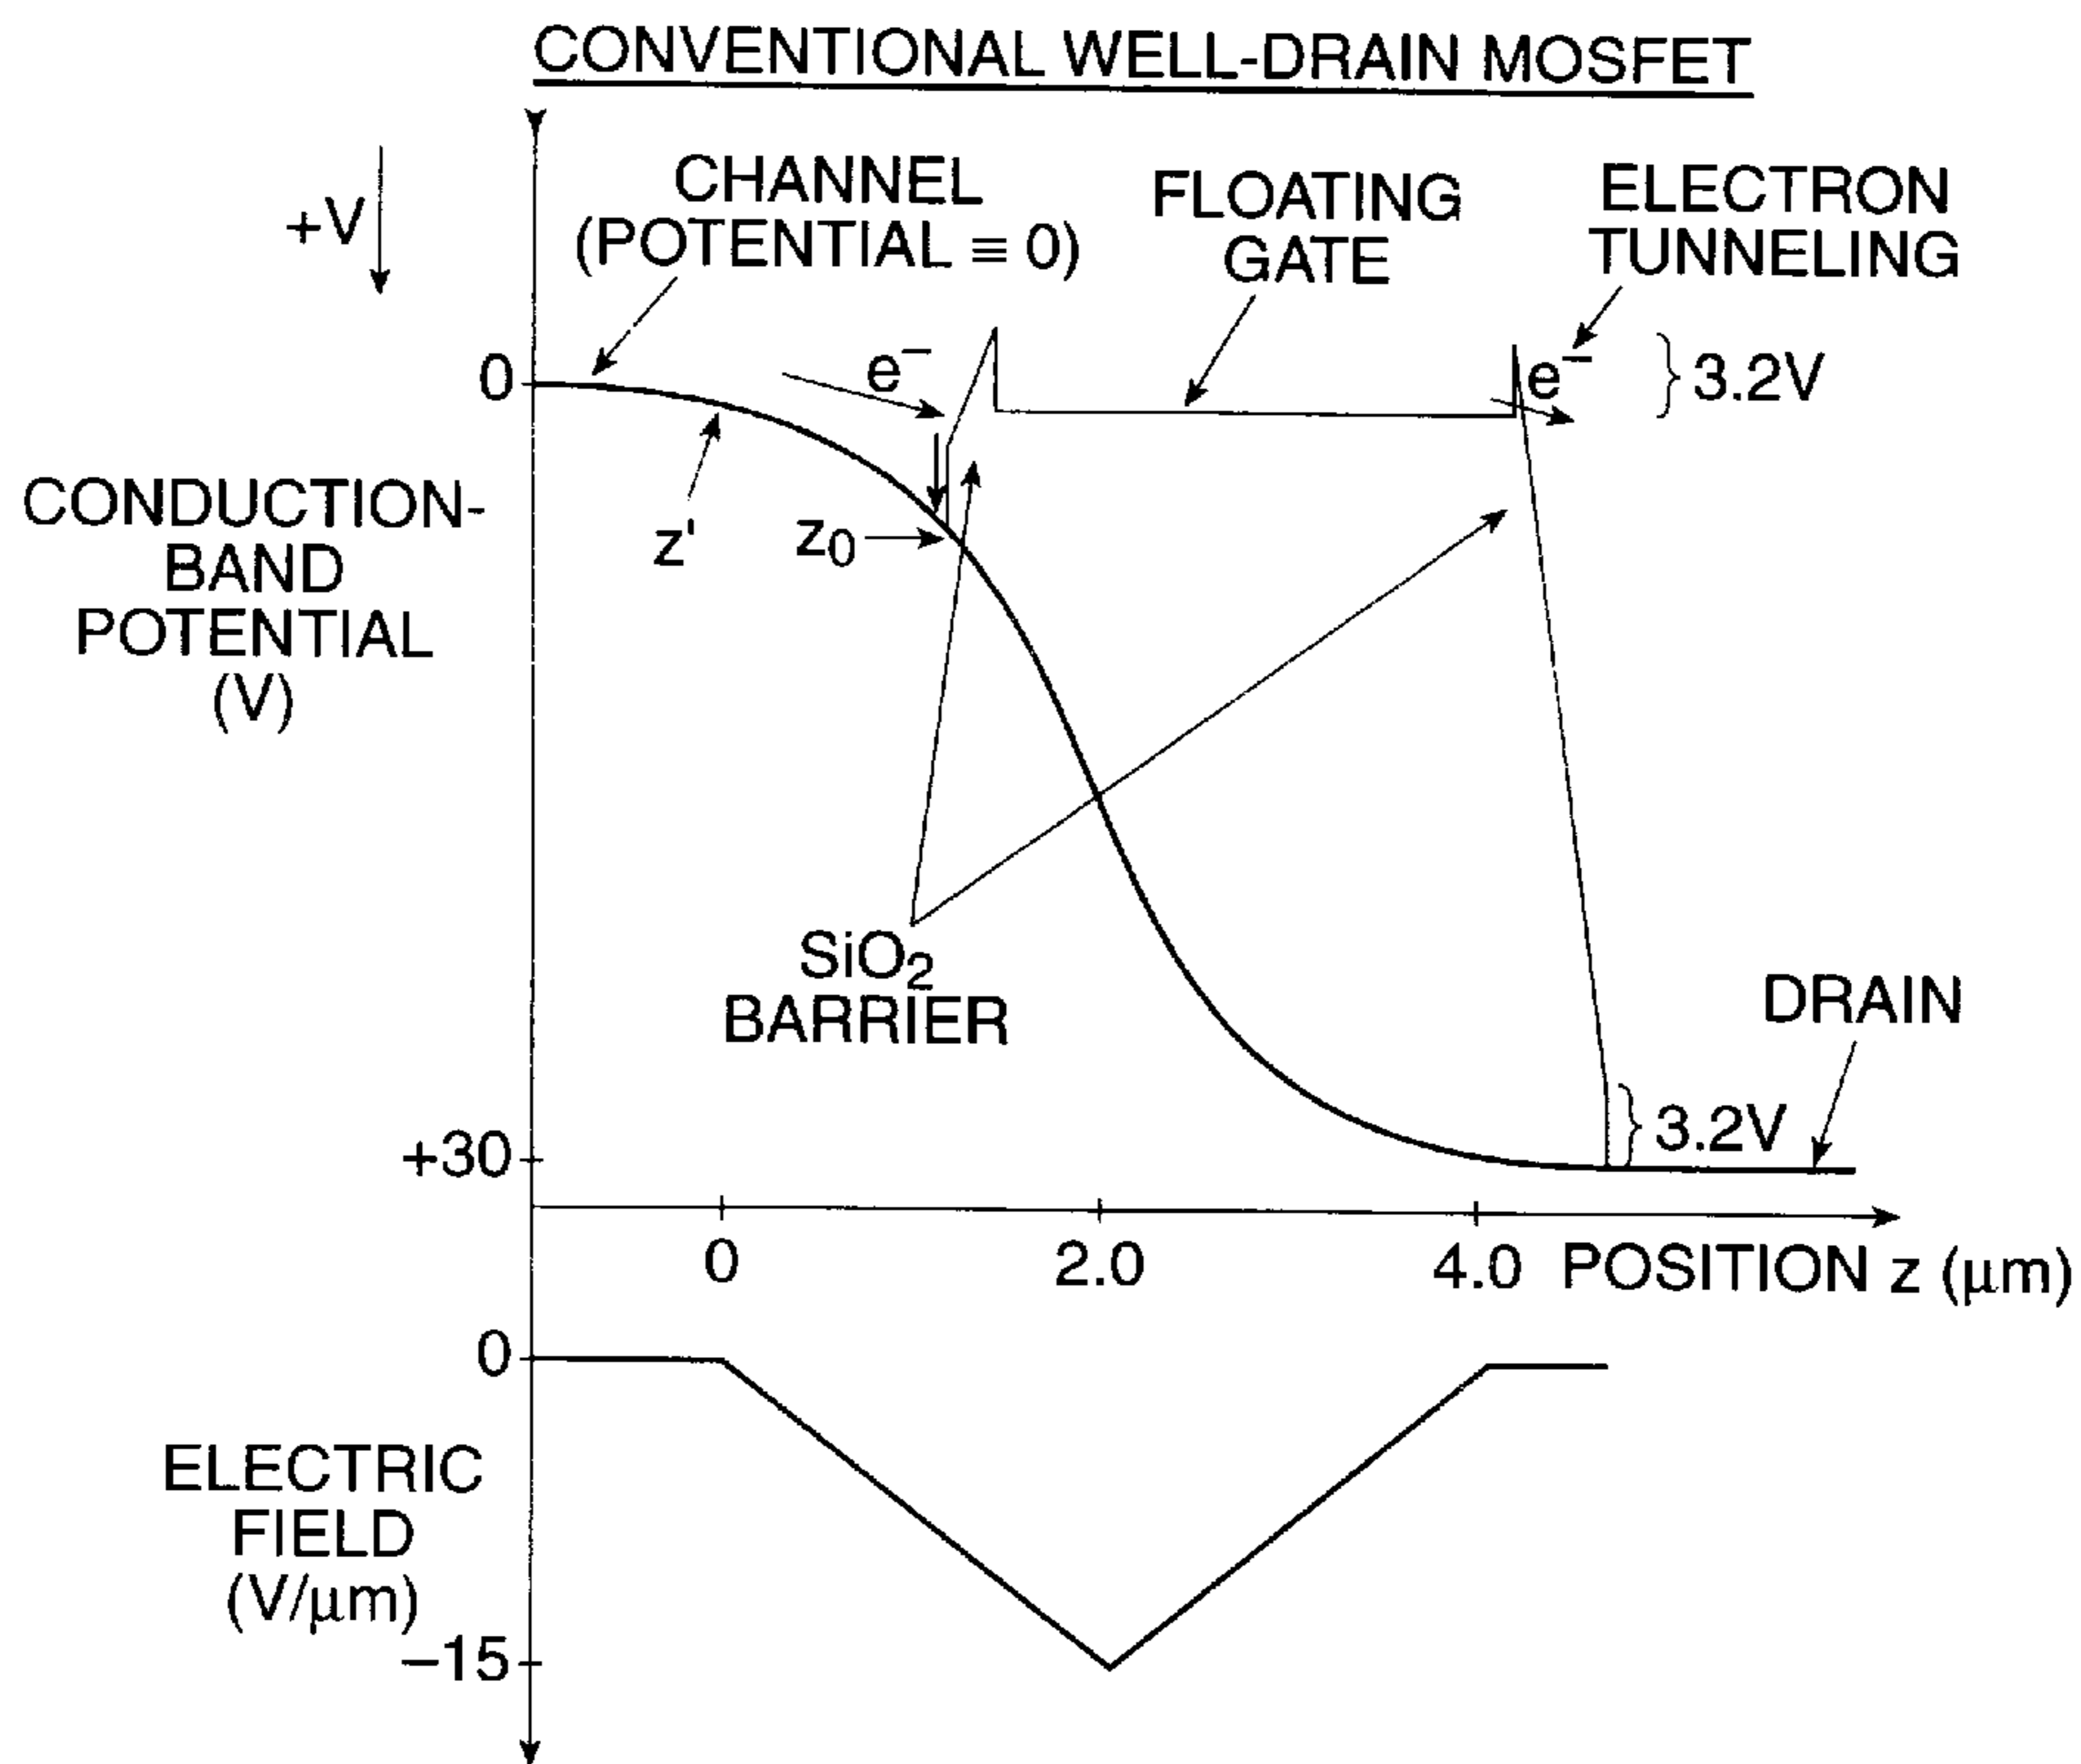 CONVENTIONAL WELL-DRAIN MOSFET
+V
CHANNEL
(POTENTIAL ≡ 0)
FLOATING
GATE
ELECTRON
TUNNELING
0
e⁻
e⁻
3.2V
CONDUCTION-
BAND
POTENTIAL
(V)
z'
z₀
SiO₂
BARRIER
DRAIN
+30
3.2V
0
2.0
4.0
POSITION z (μm)
0
ELECTRIC
FIELD
(V/μm)
−15